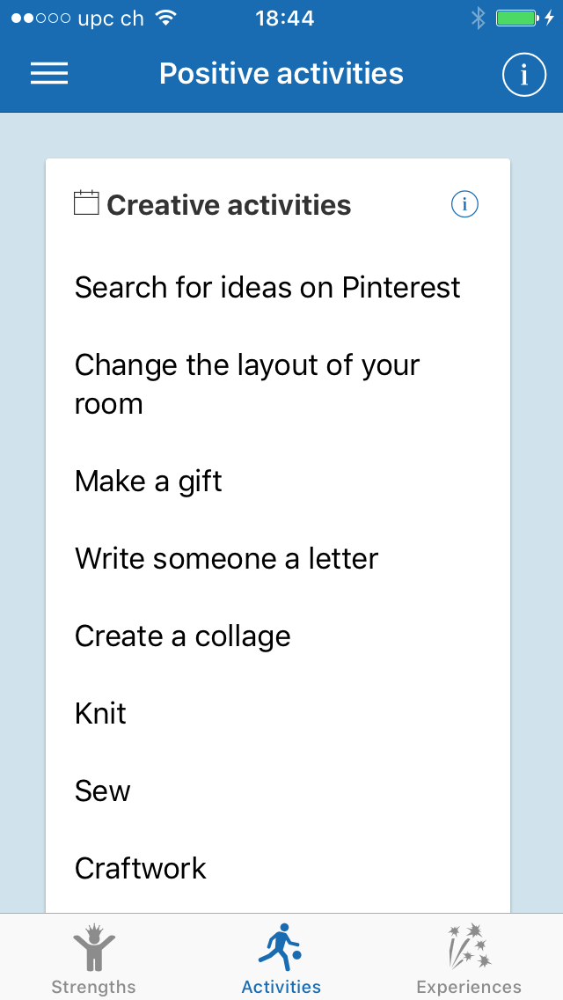 upc ch 18:44
Positive activities
i
Creative activities
i
Search for ideas on Pinterest
Change the layout of your
room
Make a gift
Write someone a letter
Create a collage
Knit
Sew
Craftwork
Strengths Activities Experiences